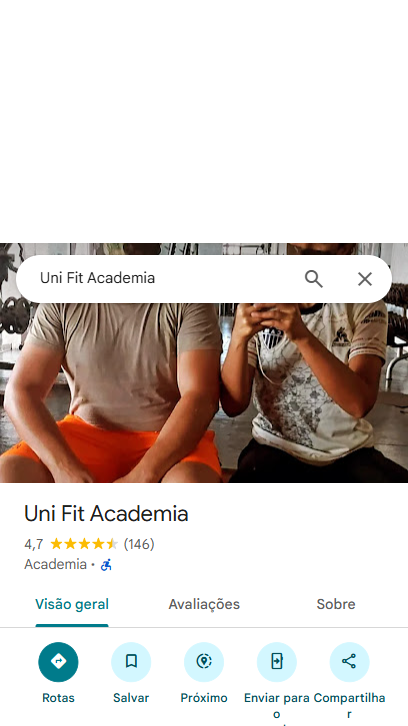 Uni Fit Academia
Uni Fit Academia
4,7 (146)
Academia ·
Visão geral Avaliações Sobre
Rotas Salvar Próximo Enviar para o Compartilhar